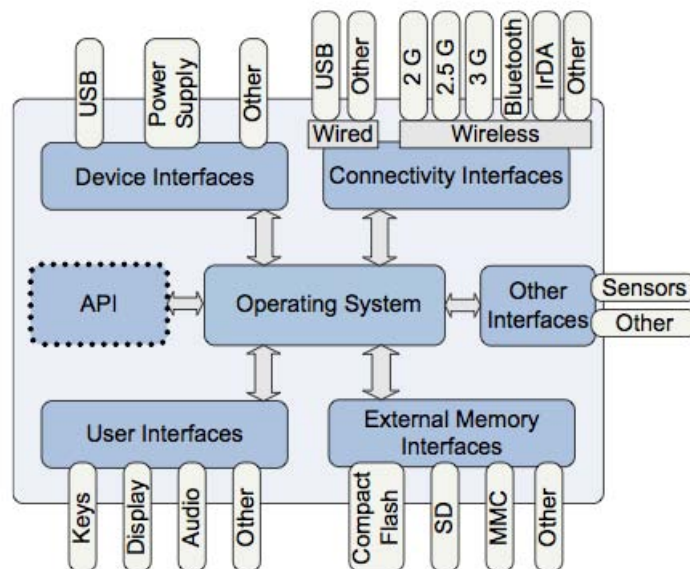 USB
Power
Supply
Other
USB
Other
2 G
2.5 G
3 G
Bluetooth
IrDA
Other
Wired
Wireless
Device Interfaces
Connectivity Interfaces
API
Operating System
Other
Interfaces
Sensors
Other
User Interfaces
External Memory
Interfaces
Keys
Display
Audio
Other
Compact
Flash
SD
MMC
Other